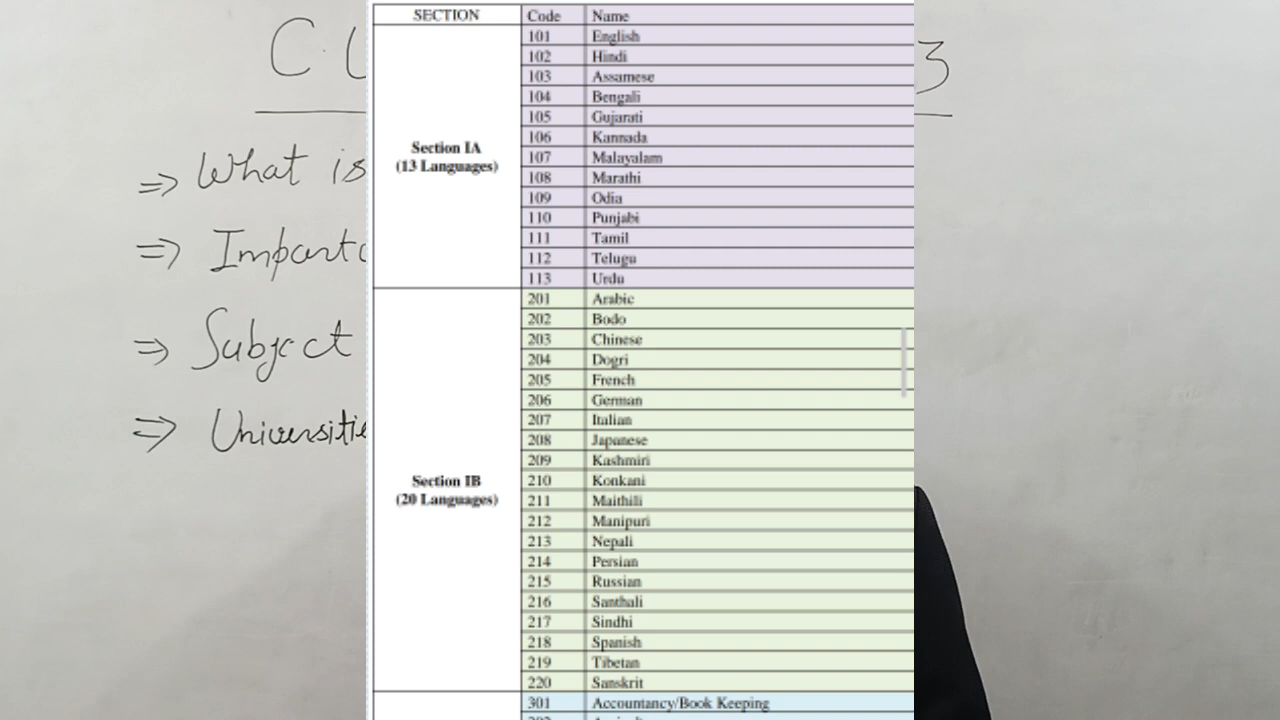 C.U
3
⇒ What is
⇒ Importa
⇒ Subject
⇒ Universitie
SECTION Code Name
Section IA
(13 Languages)
101 English
102 Hindi
103 Assamese
104 Bengali
105 Gujarati
106 Kannada
107 Malayalam
108 Marathi
109 Odia
110 Punjabi
111 Tamil
112 Telugu
113 Urdu
Section IB
(20 Languages)
201 Arabic
202 Bodo
203 Chinese
204 Dogri
205 French
206 German
207 Italian
208 Japanese
209 Kashmiri
210 Konkani
211 Maithili
212 Manipuri
213 Nepali
214 Persian
215 Russian
216 Santhali
217 Sindhi
218 Spanish
219 Tibetan
220 Sanskrit
301 Accountancy/Book Keeping